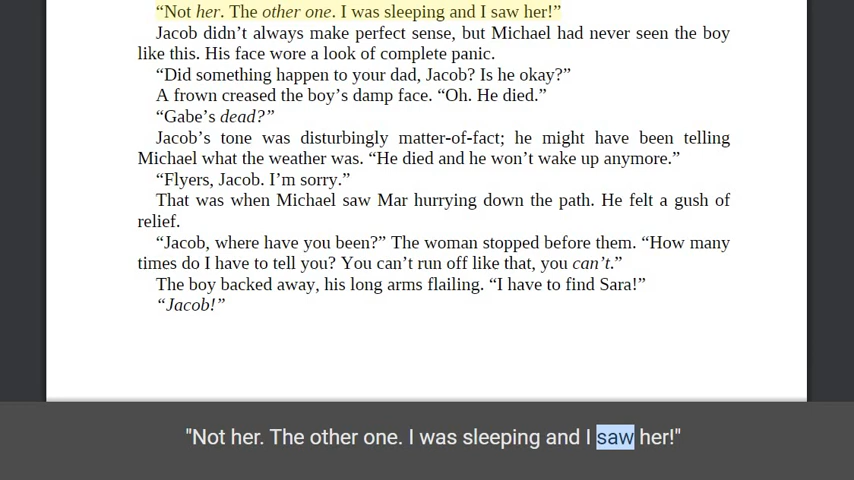 “Not her. The other one. I was sleeping and I saw her!”
Jacob didn’t always make perfect sense, but Michael had never seen the boy
like this. His face wore a look of complete panic.
“Did something happen to your dad, Jacob? Is he okay?”
A frown creased the boy’s damp face. “Oh. He died.”
“Gabe’s dead?”
Jacob’s tone was disturbingly matter-of-fact; he might have been telling
Michael what the weather was. “He died and he won’t wake up anymore.”
“Flyers, Jacob. I’m sorry.”
That was when Michael saw Mar hurrying down the path. He felt a gush of
relief.
“Jacob, where have you been?” The woman stopped before them. “How many
times do I have to tell you? You can’t run off like that, you can’t.”
The boy backed away, his long arms flailing. “I have to find Sara!”
“Jacob!”
"Not her. The other one. I was sleeping and I saw her!"